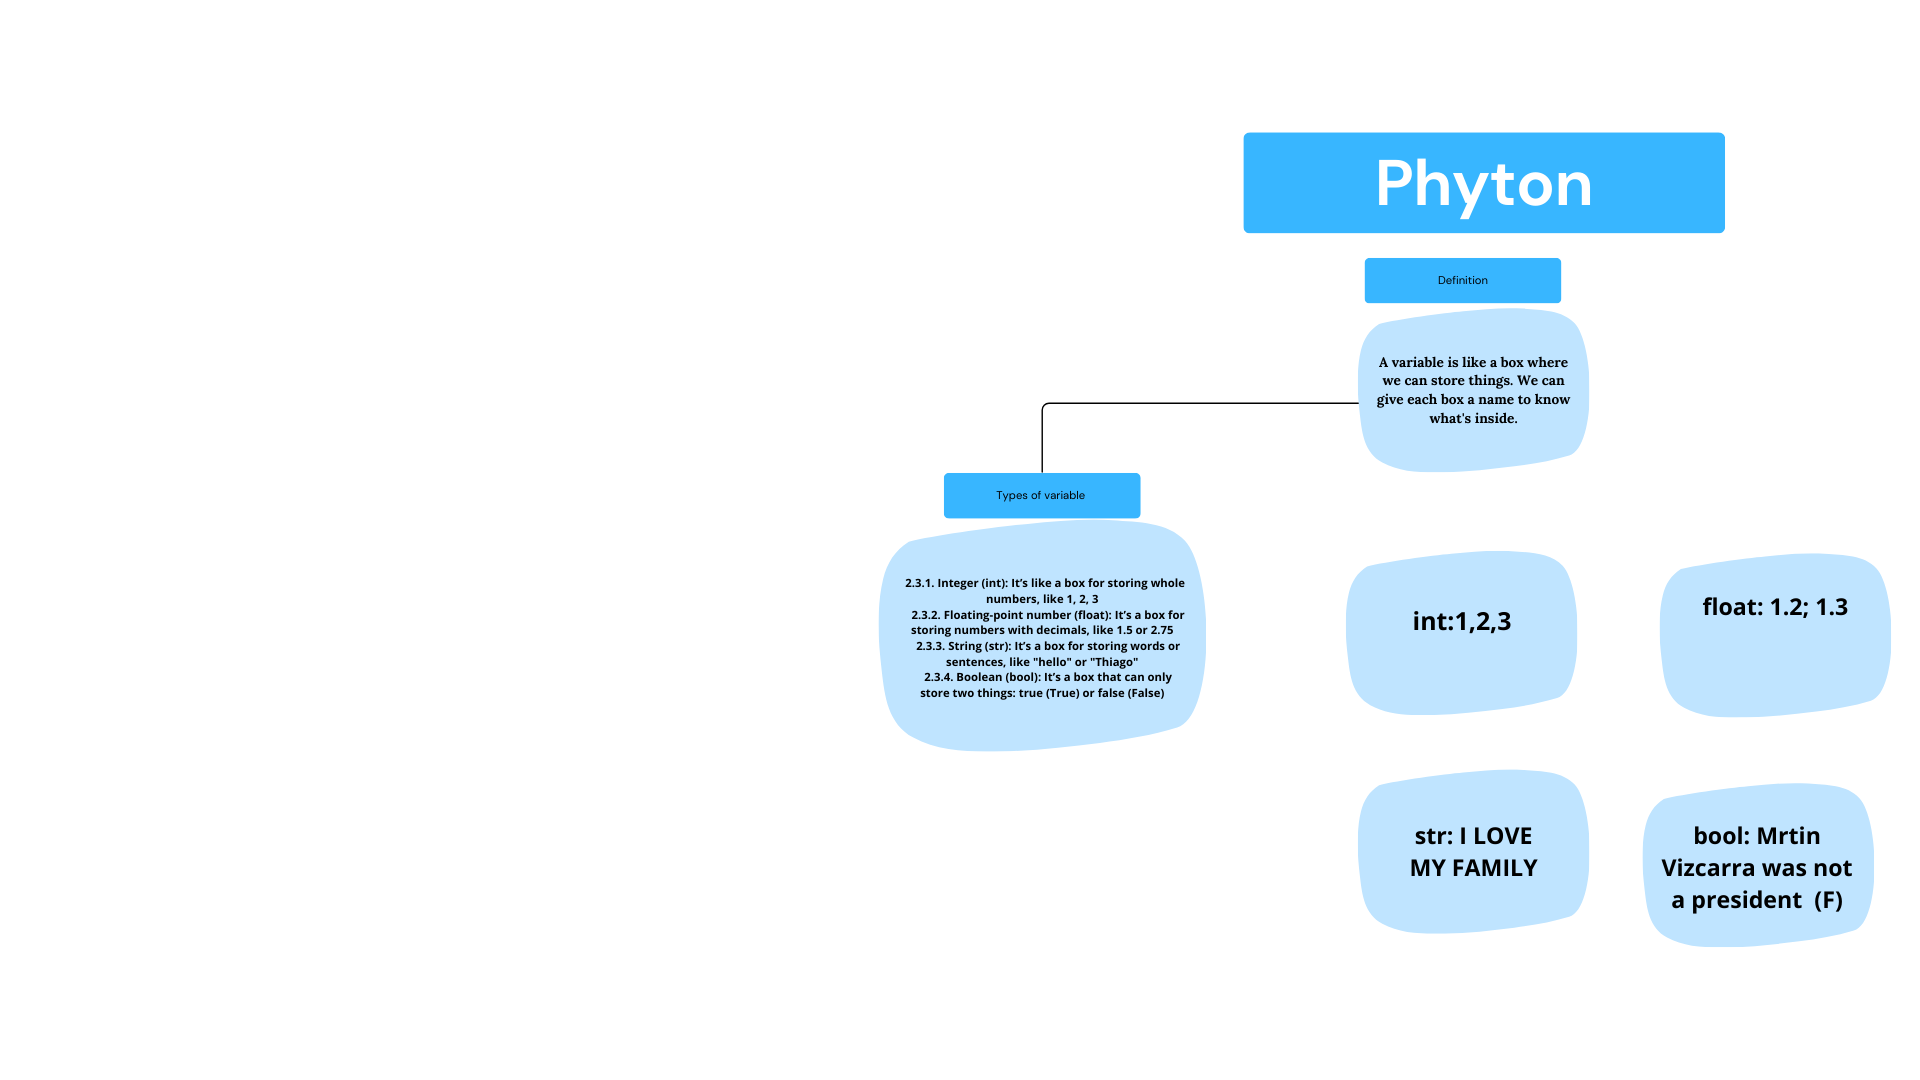 Phyton
Definition
A variable is like a box where
we can store things. We can
give each box a name to know
what's inside.
Types of variable
2.3.1. Integer (int): It’s like a box for storing whole
numbers, like 1, 2, 3
2.3.2. Floating-point number (float): It’s a box for
storing numbers with decimals, like 1.5 or 2.75
2.3.3. String (str): It’s a box for storing words or
sentences, like "hello" or "Thiago"
2.3.4. Boolean (bool): It’s a box that can only
store two things: true (True) or false (False)
int:1,2,3
float: 1.2; 1.3
str: I LOVE
MY FAMILY
bool: Mrtin
Vizcarra was not
a president (F)